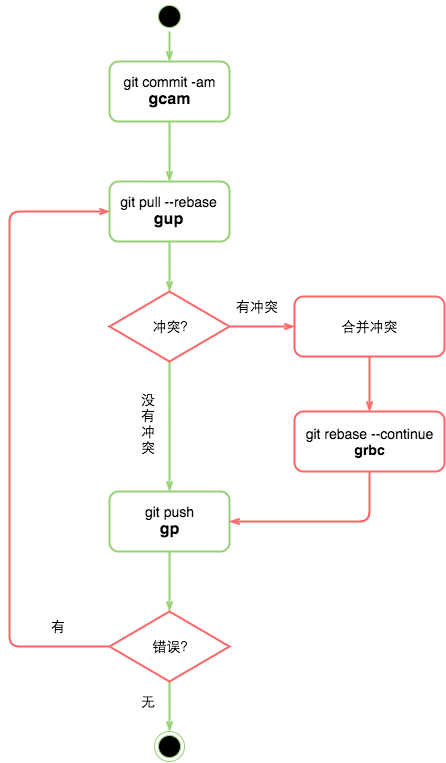 git commit -am
gcam
git pull --rebase
gup
冲突?
有冲突
合并冲突
没
有
冲
突
git rebase --continue
grbc
git push
gp
有
错误?
无